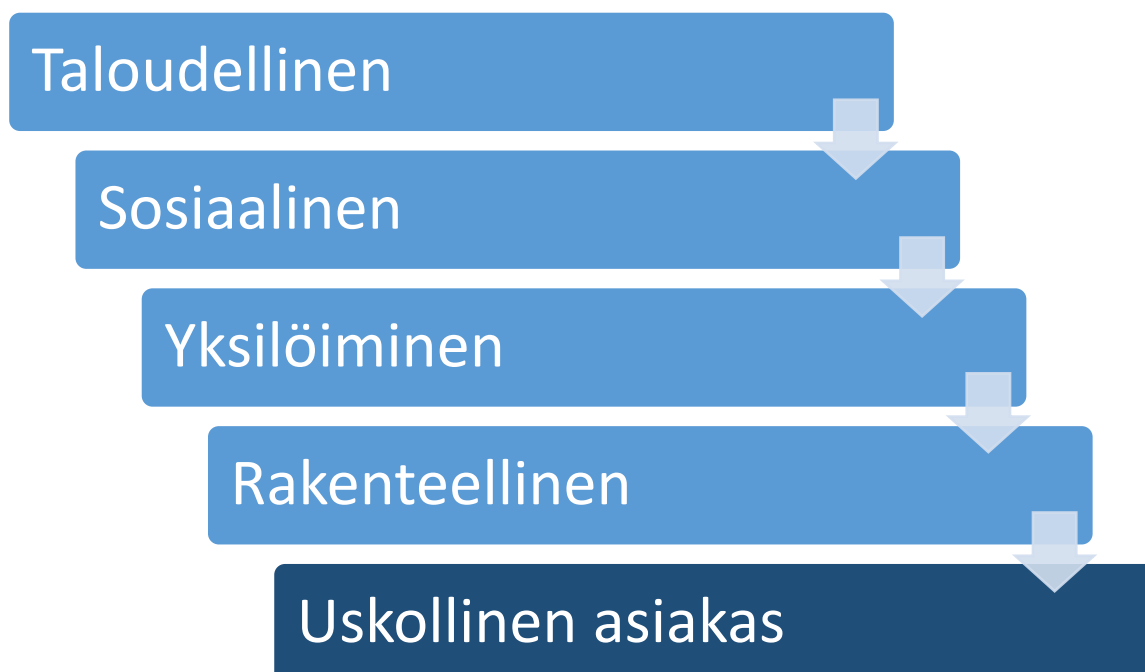 Taloudellinen
Sosiaalinen
Yksilöiminen
Rakenteellinen
Uskollinen asiakas